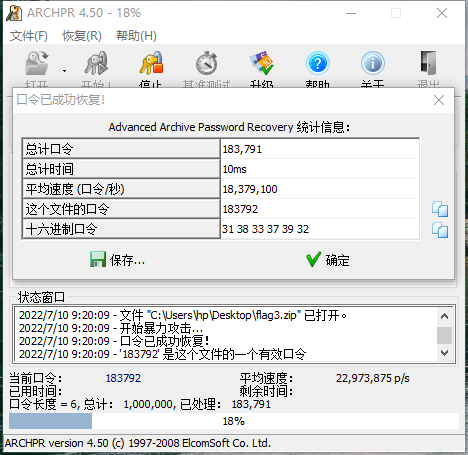 ARCHPR 4.50 - 18%
文件(F) 恢复(R) 帮助(H)
打开 开始! 停止 基准测试 升级 帮助 关于 退出
口令已成功恢复!
Advanced Archive Password Recovery 统计信息:
总计口令 183,791
总计时间 10ms
平均速度 (口令/秒) 18,379,100
这个文件的口令 183792
十六进制口令 31 38 33 37 39 32
保存... 确定
状态窗口
2022/7/10 9:20:09 - 文件 "C:\Users\hp\Desktop\flag3.zip" 已打开。
2022/7/10 9:20:09 - 开始暴力攻击...
2022/7/10 9:20:09 - 口令已成功恢复!
2022/7/10 9:20:09 - '183792' 是这个文件的一个有效口令
当前口令: 183792 平均速度: 22,973,875 p/s
已用时间: 剩余时间:
口令长度 = 6, 总计: 1,000,000, 已处理: 183,791
18%
ARCHPR version 4.50 (c) 1997-2008 ElcomSoft Co. Ltd.